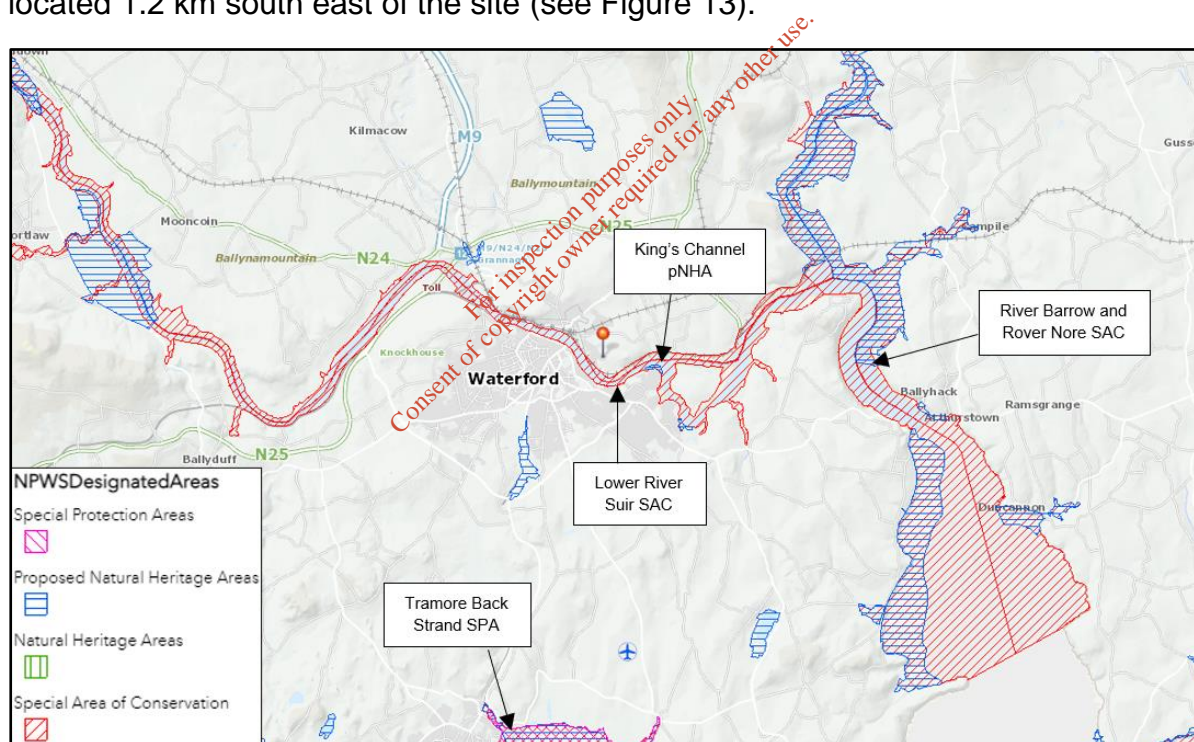 located 1.2 km south east of the site (see Figure 13).
For inspection purposes only.
Consent of copyright owner required for any other use.
Kilmacow
M9
Guss
Ballymountain
N25
Mooncoin
King's Channel
pNHA
ortlaw
Ballynamountain
N24
Toll
River Barrow and
Rover Nore SAC
Knockhouse
Waterford
Ballyhack
Ramsgrange
Arthurstown
N25
Ballyduff
Lower River
Suir SAC
Duncannon
NPWSDesignatedAreas
Special Protection Areas
Proposed Natural Heritage Areas
Natural Heritage Areas
Special Area of Conservation
Tramore Back
Strand SPA